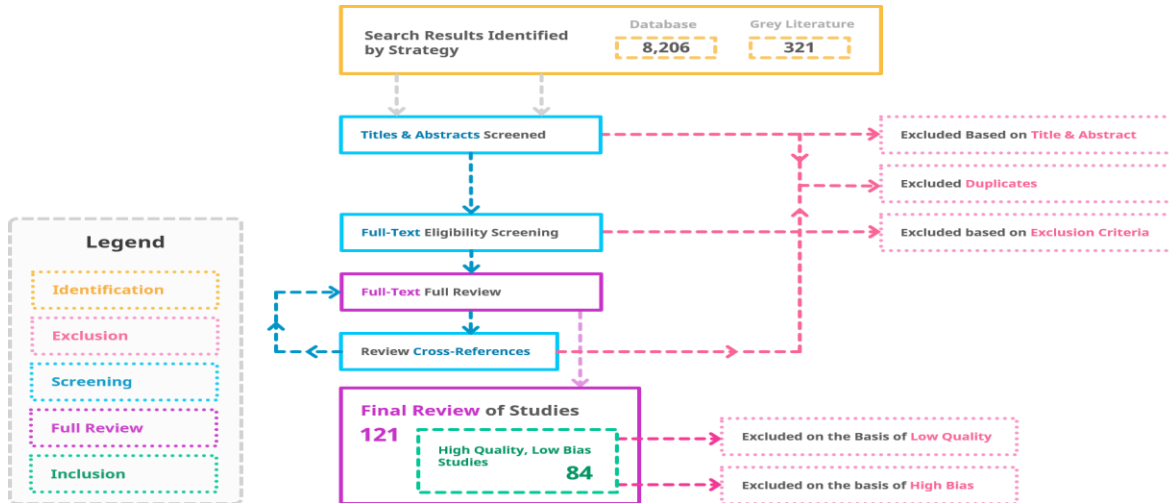 Search Results Identified
by Strategy
Database
8,206
Grey Literature
321
Titles & Abstracts Screened
Excluded Based on Title & Abstract
Excluded Duplicates
Full-Text Eligibility Screening
Excluded based on Exclusion Criteria
Legend
Identification
Exclusion
Screening
Full Review
Inclusion
Full-Text Full Review
Review Cross-References
Final Review of Studies
121
High Quality, Low Bias
Studies
84
Excluded on the Basis of Low Quality
Excluded on the basis of High Bias